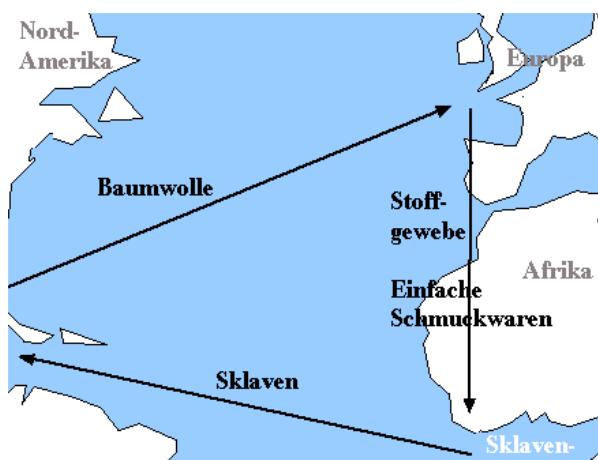 Nord-
Amerika
Europa
Baumwolle
Stoff-
gewebe
Afrika
Einfache
Schmuckwaren
Sklaven
Sklaven-